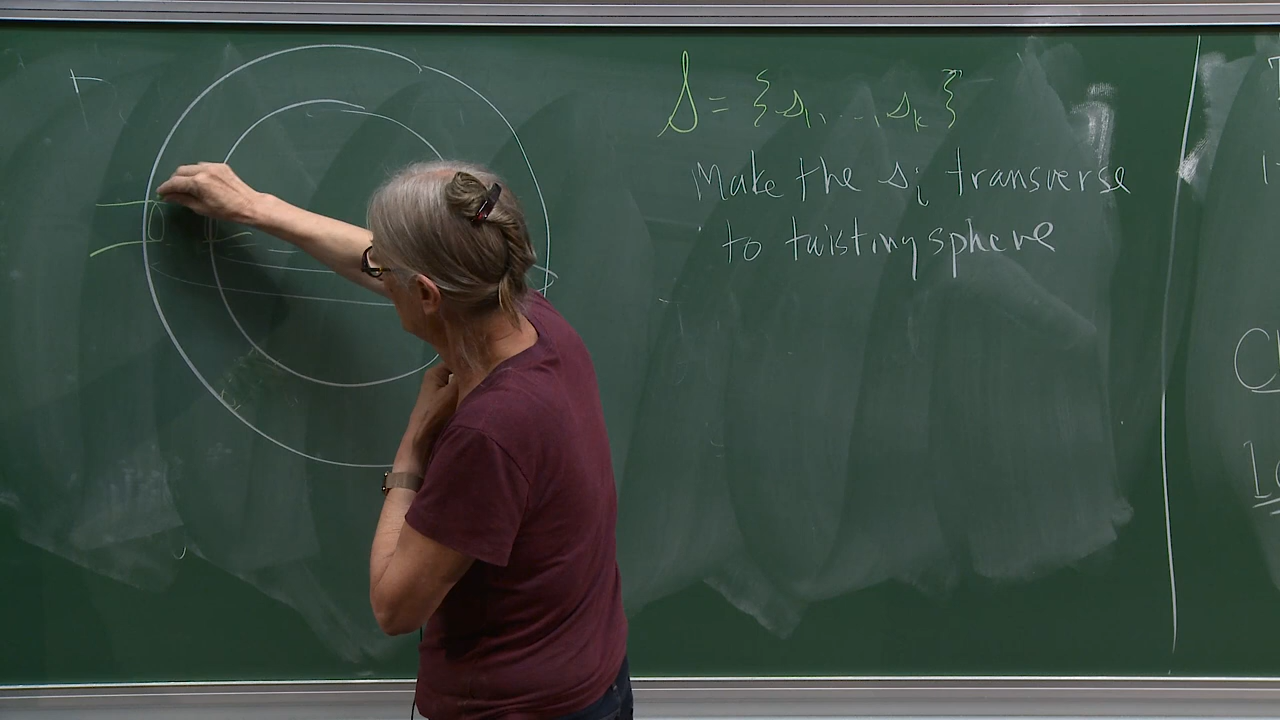 S = {s₁, ..., sₖ}
Make the sᵢ transverse
to twisting sphere